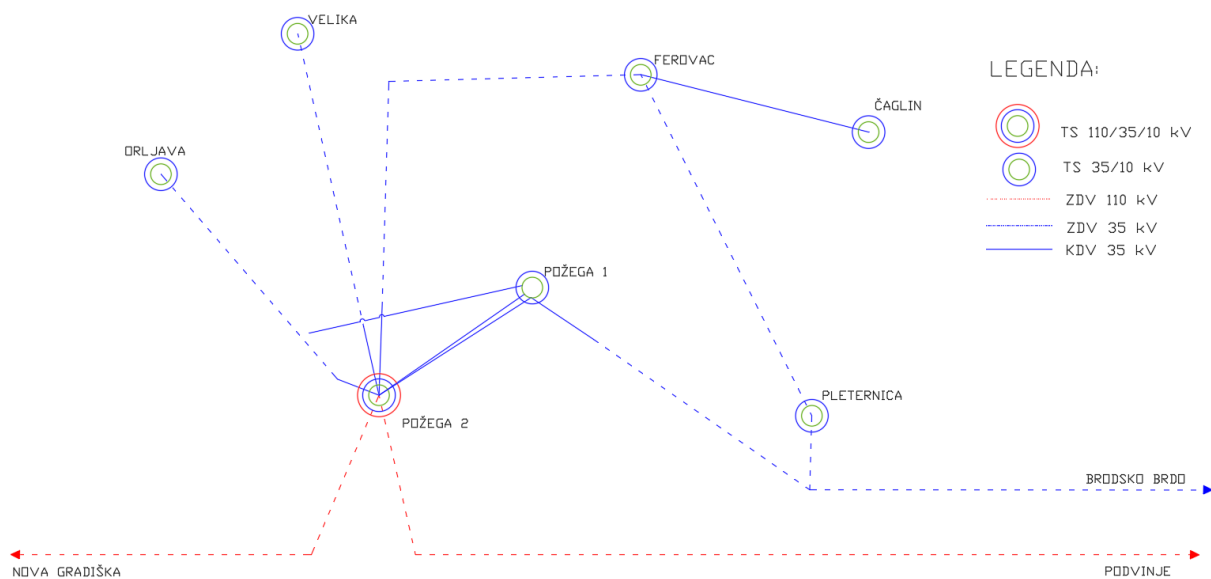 VELIKA
FEROVAC
LEGENDA:
ČAGLIN
TS 110/35/10 kV
ORLJAVA
TS 35/10 kV
ZDV 110 kV
ZDV 35 kV
KDV 35 kV
POŽEGA 1
PLETERNICA
POŽEGA 2
BRODSKO BRDO
NOVA GRADIŠKA
PODVINJE